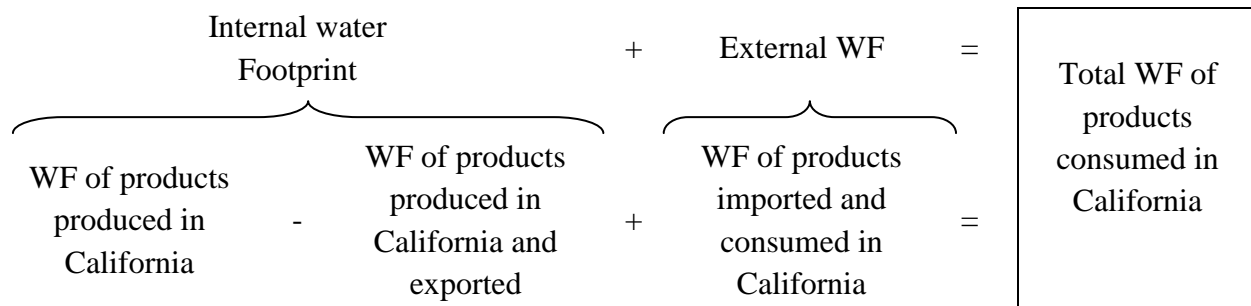 Internal water
Footprint
+
External WF
=
Total WF of
products
consumed in
California
WF of products
produced in
California
-
WF of products
produced in
California and
exported
+
WF of products
imported and
consumed in
California
=